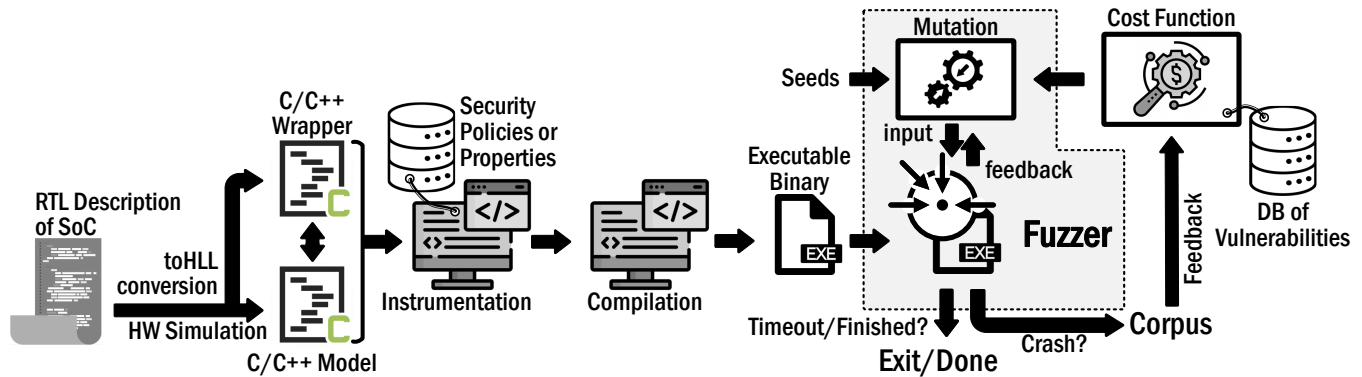 RTL Description
of SoC
toHLL
conversion
HW Simulation
C/C++
Wrapper
C
C
C/C++ Model
Security
Policies or
Properties
</>
<>
Instrumentation
</>
<>
Compilation
Executable
Binary
EXE
Seeds
Mutation
input
feedback
EXE
Fuzzer
Timeout/Finished?
Exit/Done
Crash?
Corpus
Feedback
Cost Function
$
DB of
Vulnerabilities